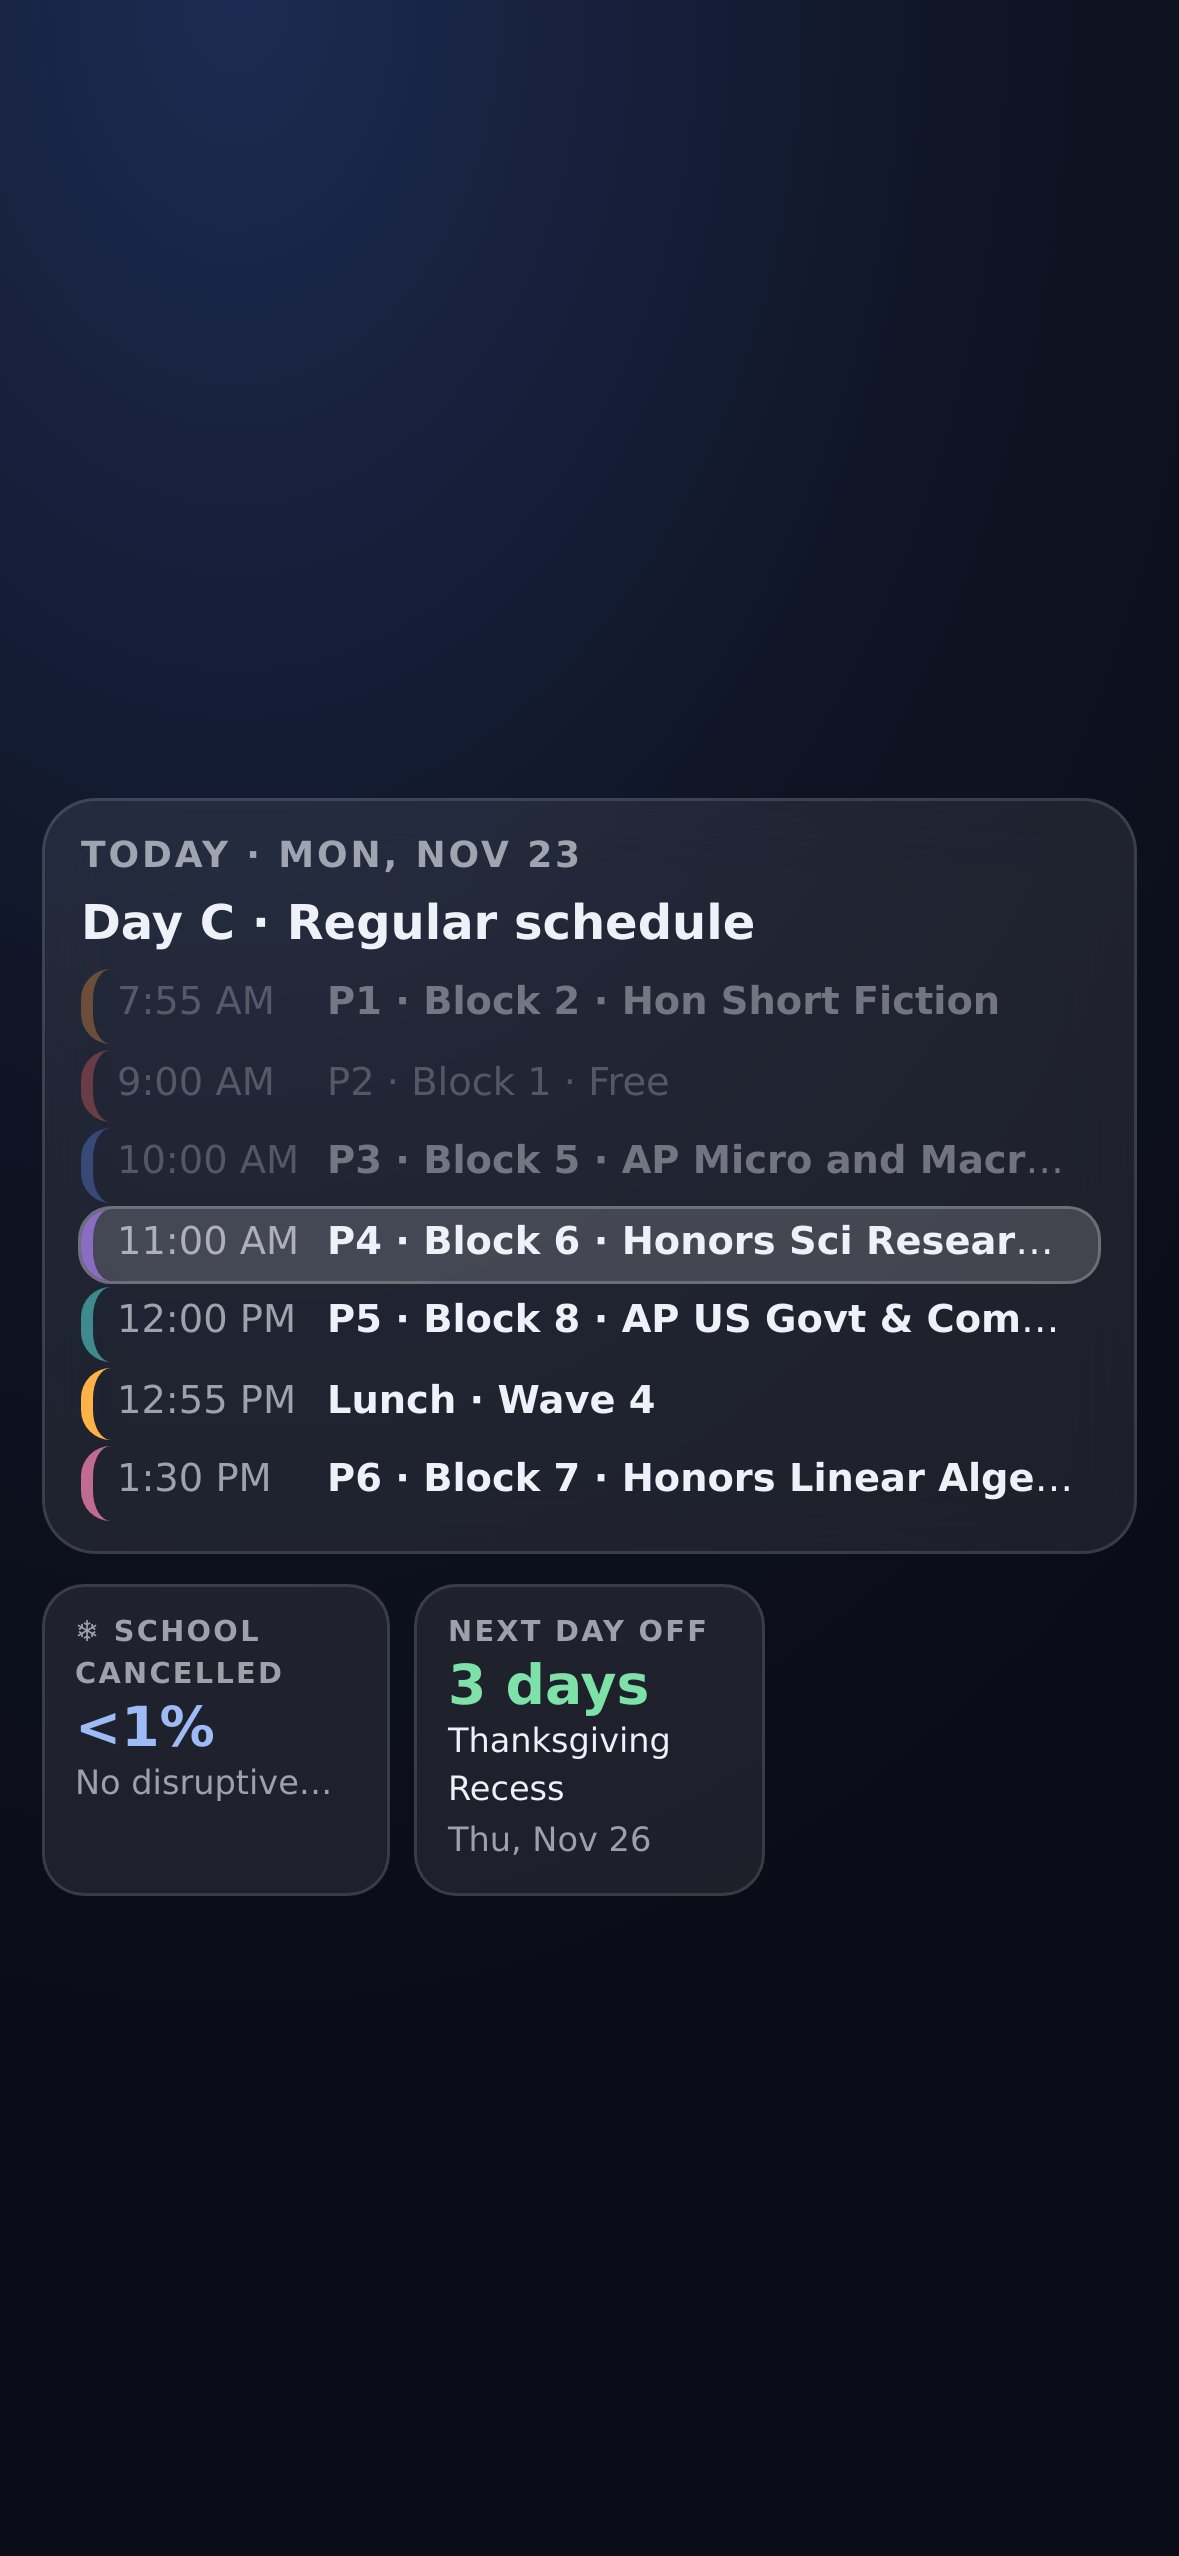 TODAY · MON, NOV 23
Day C · Regular schedule
7:55 AM P1 · Block 2 · Hon Short Fiction
9:00 AM P2 · Block 1 · Free
10:00 AM P3 · Block 5 · AP Micro and Macr...
11:00 AM P4 · Block 6 · Honors Sci Resear...
12:00 PM P5 · Block 8 · AP US Govt & Com...
12:55 PM Lunch · Wave 4
1:30 PM P6 · Block 7 · Honors Linear Alge...
❄ SCHOOL
CANCELLED
<1%
No disruptive...
NEXT DAY OFF
3 days
Thanksgiving
Recess
Thu, Nov 26